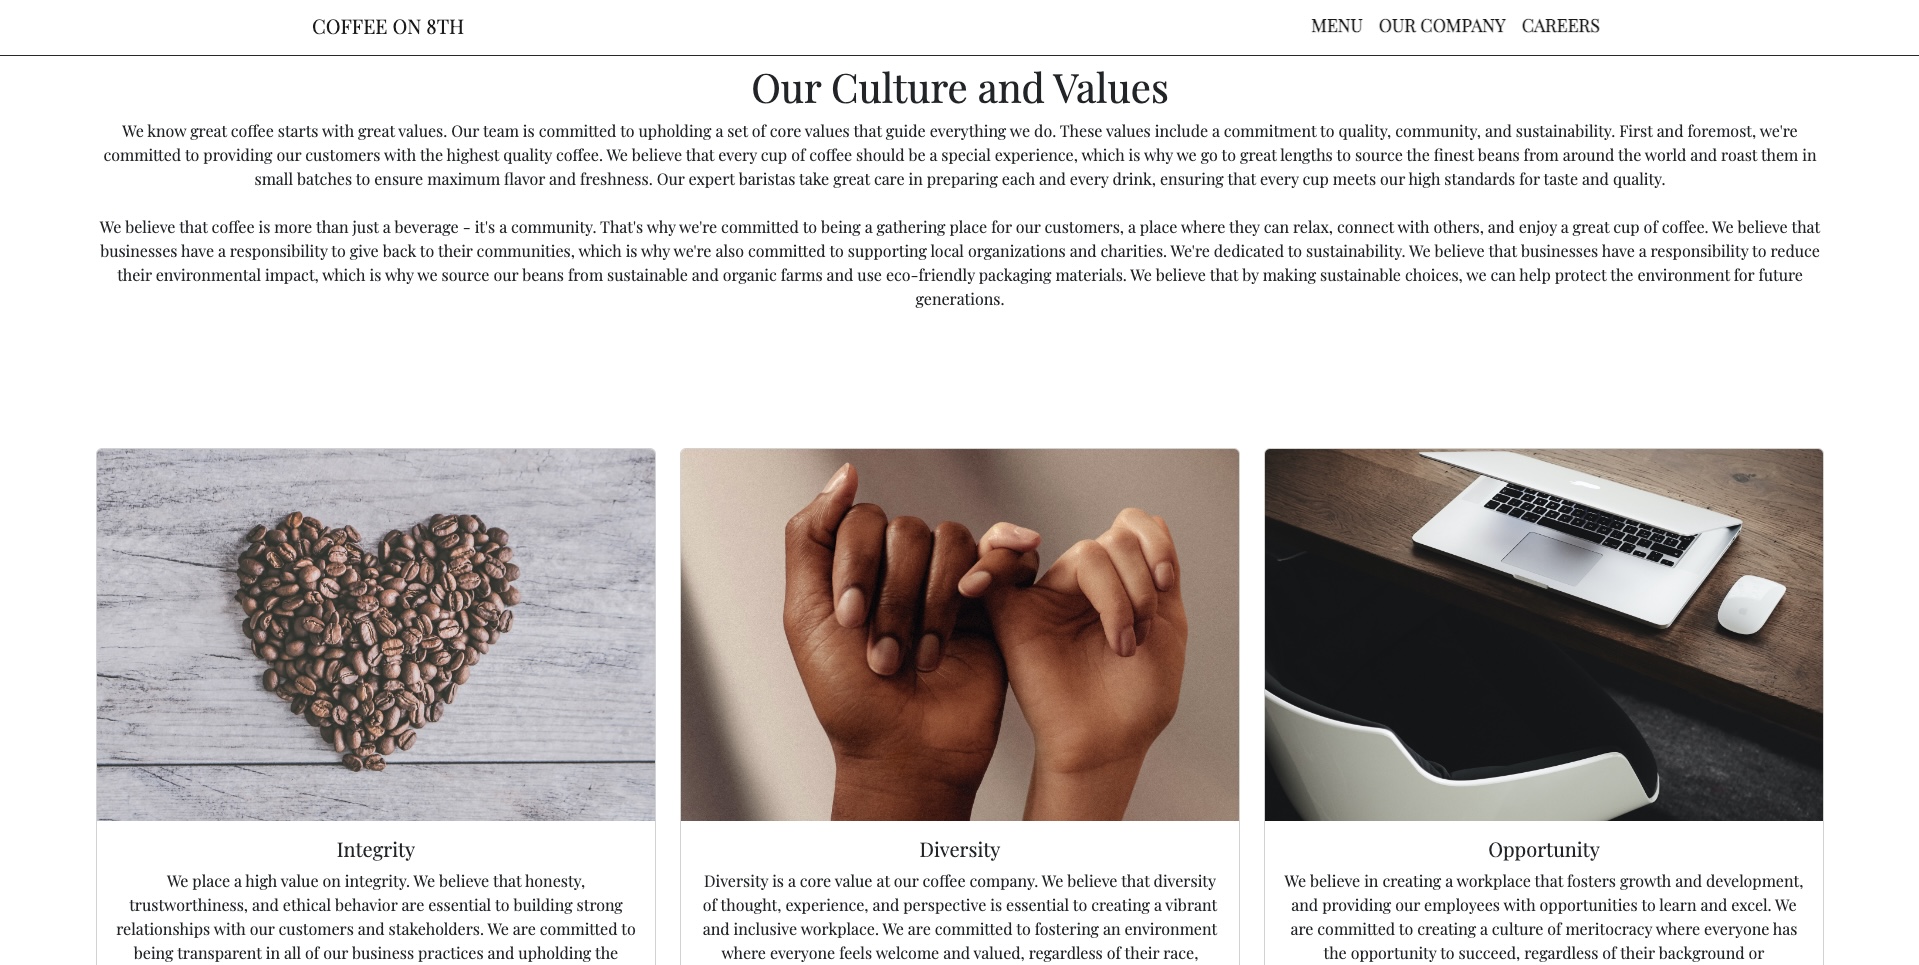 COFFEE ON 8TH
MENU OUR COMPANY CAREERS
Our Culture and Values
We know great coffee starts with great values. Our team is committed to upholding a set of core values that guide everything we do. These values include a commitment to quality, community, and sustainability. First and foremost, we're
committed to providing our customers with the highest quality coffee. We believe that every cup of coffee should be a special experience, which is why we go to great lengths to source the finest beans from around the world and roast them in
small batches to ensure maximum flavor and freshness. Our expert baristas take great care in preparing each and every drink, ensuring that every cup meets our high standards for taste and quality.
We believe that coffee is more than just a beverage - it's a community. That's why we're committed to being a gathering place for our customers, a place where they can relax, connect with others, and enjoy a great cup of coffee. We believe that
businesses have a responsibility to give back to their communities, which is why we're also committed to supporting local organizations and charities. We're dedicated to sustainability. We believe that businesses have a responsibility to reduce
their environmental impact, which is why we source our beans from sustainable and organic farms and use eco-friendly packaging materials. We believe that by making sustainable choices, we can help protect the environment for future
generations.
Integrity
We place a high value on integrity. We believe that honesty,
trustworthiness, and ethical behavior are essential to building strong
relationships with our customers and stakeholders. We are committed to
being transparent in all of our business practices and upholding the
Diversity
Diversity is a core value at our coffee company. We believe that diversity
of thought, experience, and perspective is essential to creating a vibrant
and inclusive workplace. We are committed to fostering an environment
where everyone feels welcome and valued, regardless of their race,
Opportunity
We believe in creating a workplace that fosters growth and development,
and providing our employees with opportunities to learn and excel. We
are committed to creating a culture of meritocracy where everyone has
the opportunity to succeed, regardless of their background or